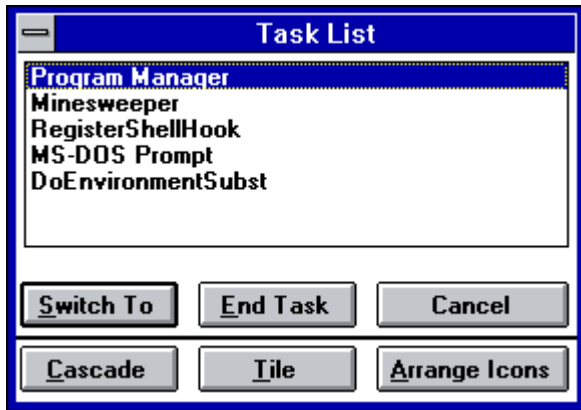 Task List
Program Manager
Minesweeper
RegisterShellHook
MS-DOS Prompt
DoEnvironmentSubst
Switch To End Task Cancel
Cascade Tile Arrange Icons